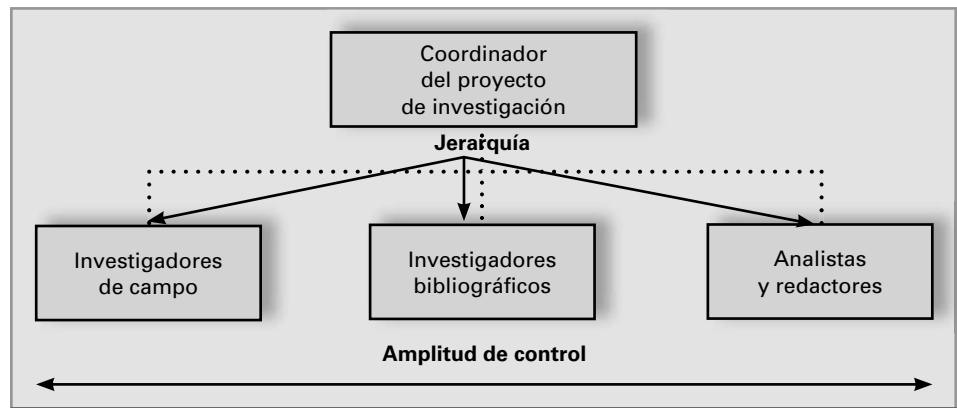 Coordinador
del proyecto
de investigación
Jerarquía
Investigadores
de campo
Investigadores
bibliográficos
Analistas
y redactores
Amplitud de control